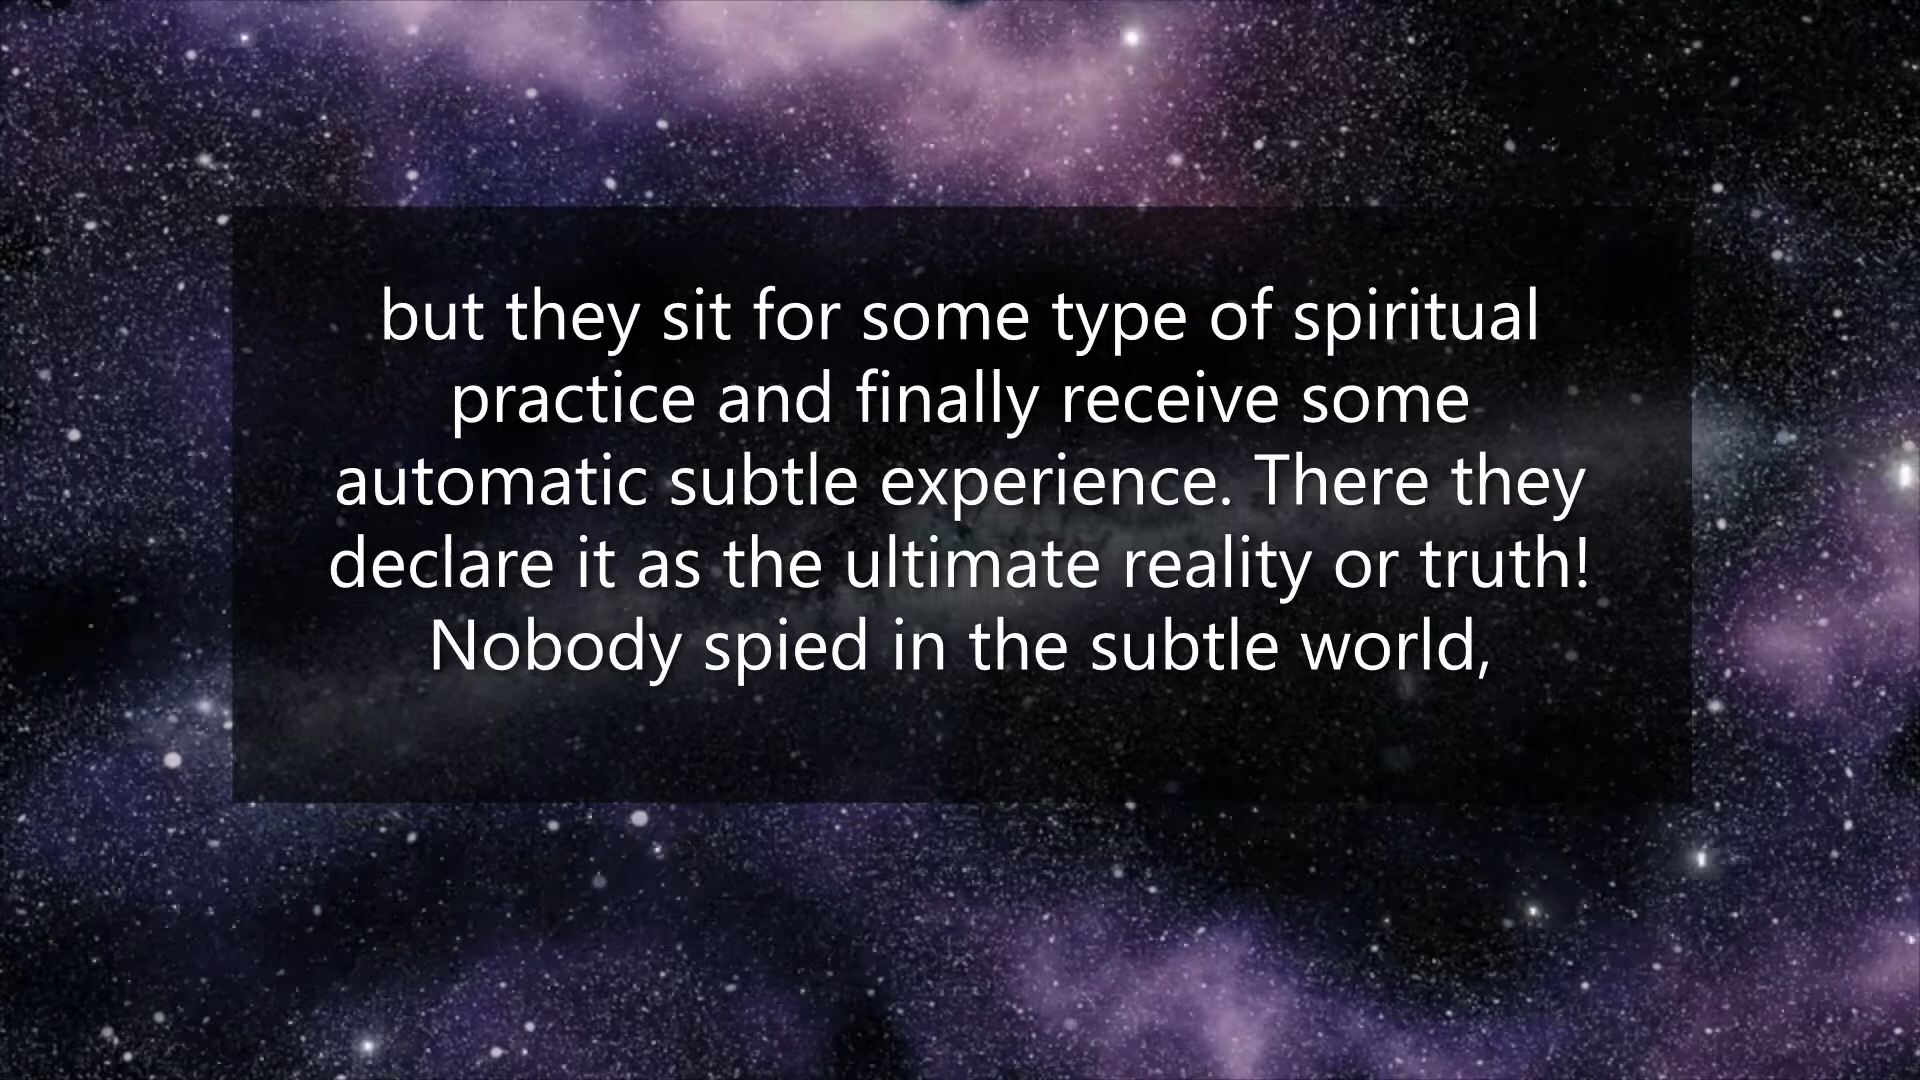 but they sit for some type of spiritual
practice and finally receive some
automatic subtle experience. There they
declare it as the ultimate reality or truth!
Nobody spied in the subtle world,